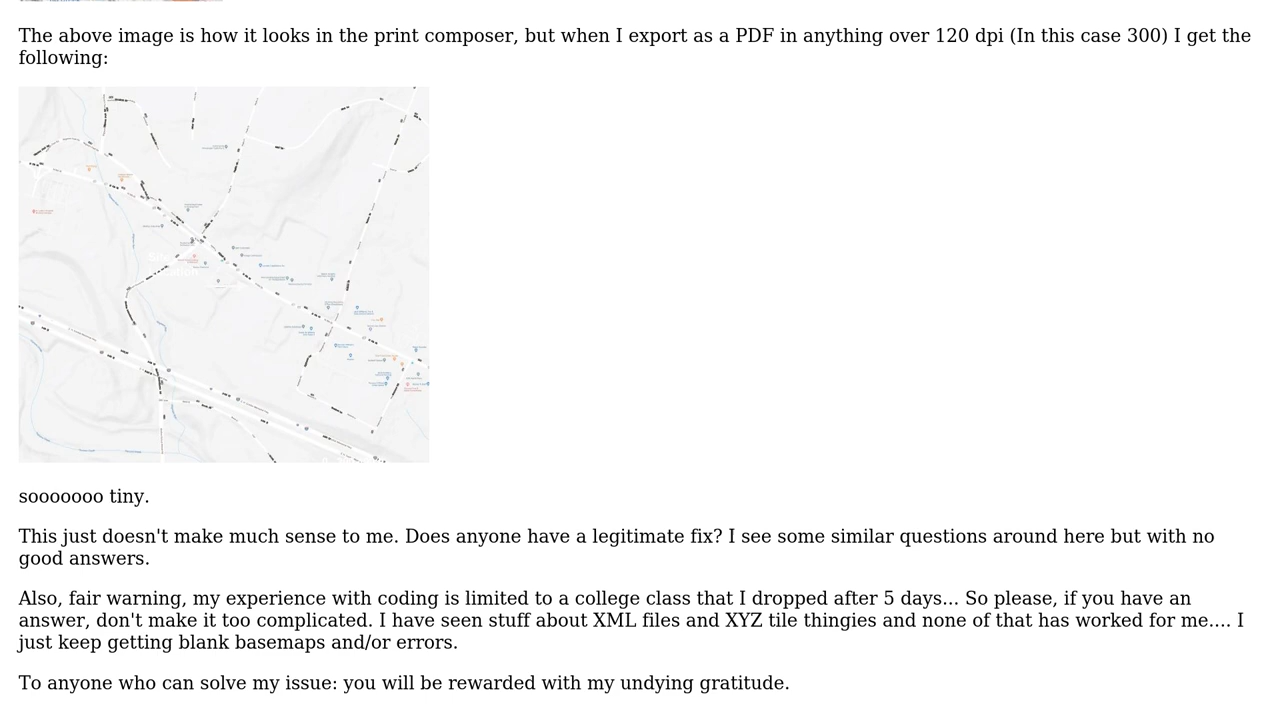 The above image is how it looks in the print composer, but when I export as a PDF in anything over 120 dpi (In this case 300) I get the
following:
sooooooo tiny.
This just doesn't make much sense to me. Does anyone have a legitimate fix? I see some similar questions around here but with no
good answers.
Also, fair warning, my experience with coding is limited to a college class that I dropped after 5 days... So please, if you have an
answer, don't make it too complicated. I have seen stuff about XML files and XYZ tile thingies and none of that has worked for me.... I
just keep getting blank basemaps and/or errors.
To anyone who can solve my issue: you will be rewarded with my undying gratitude.